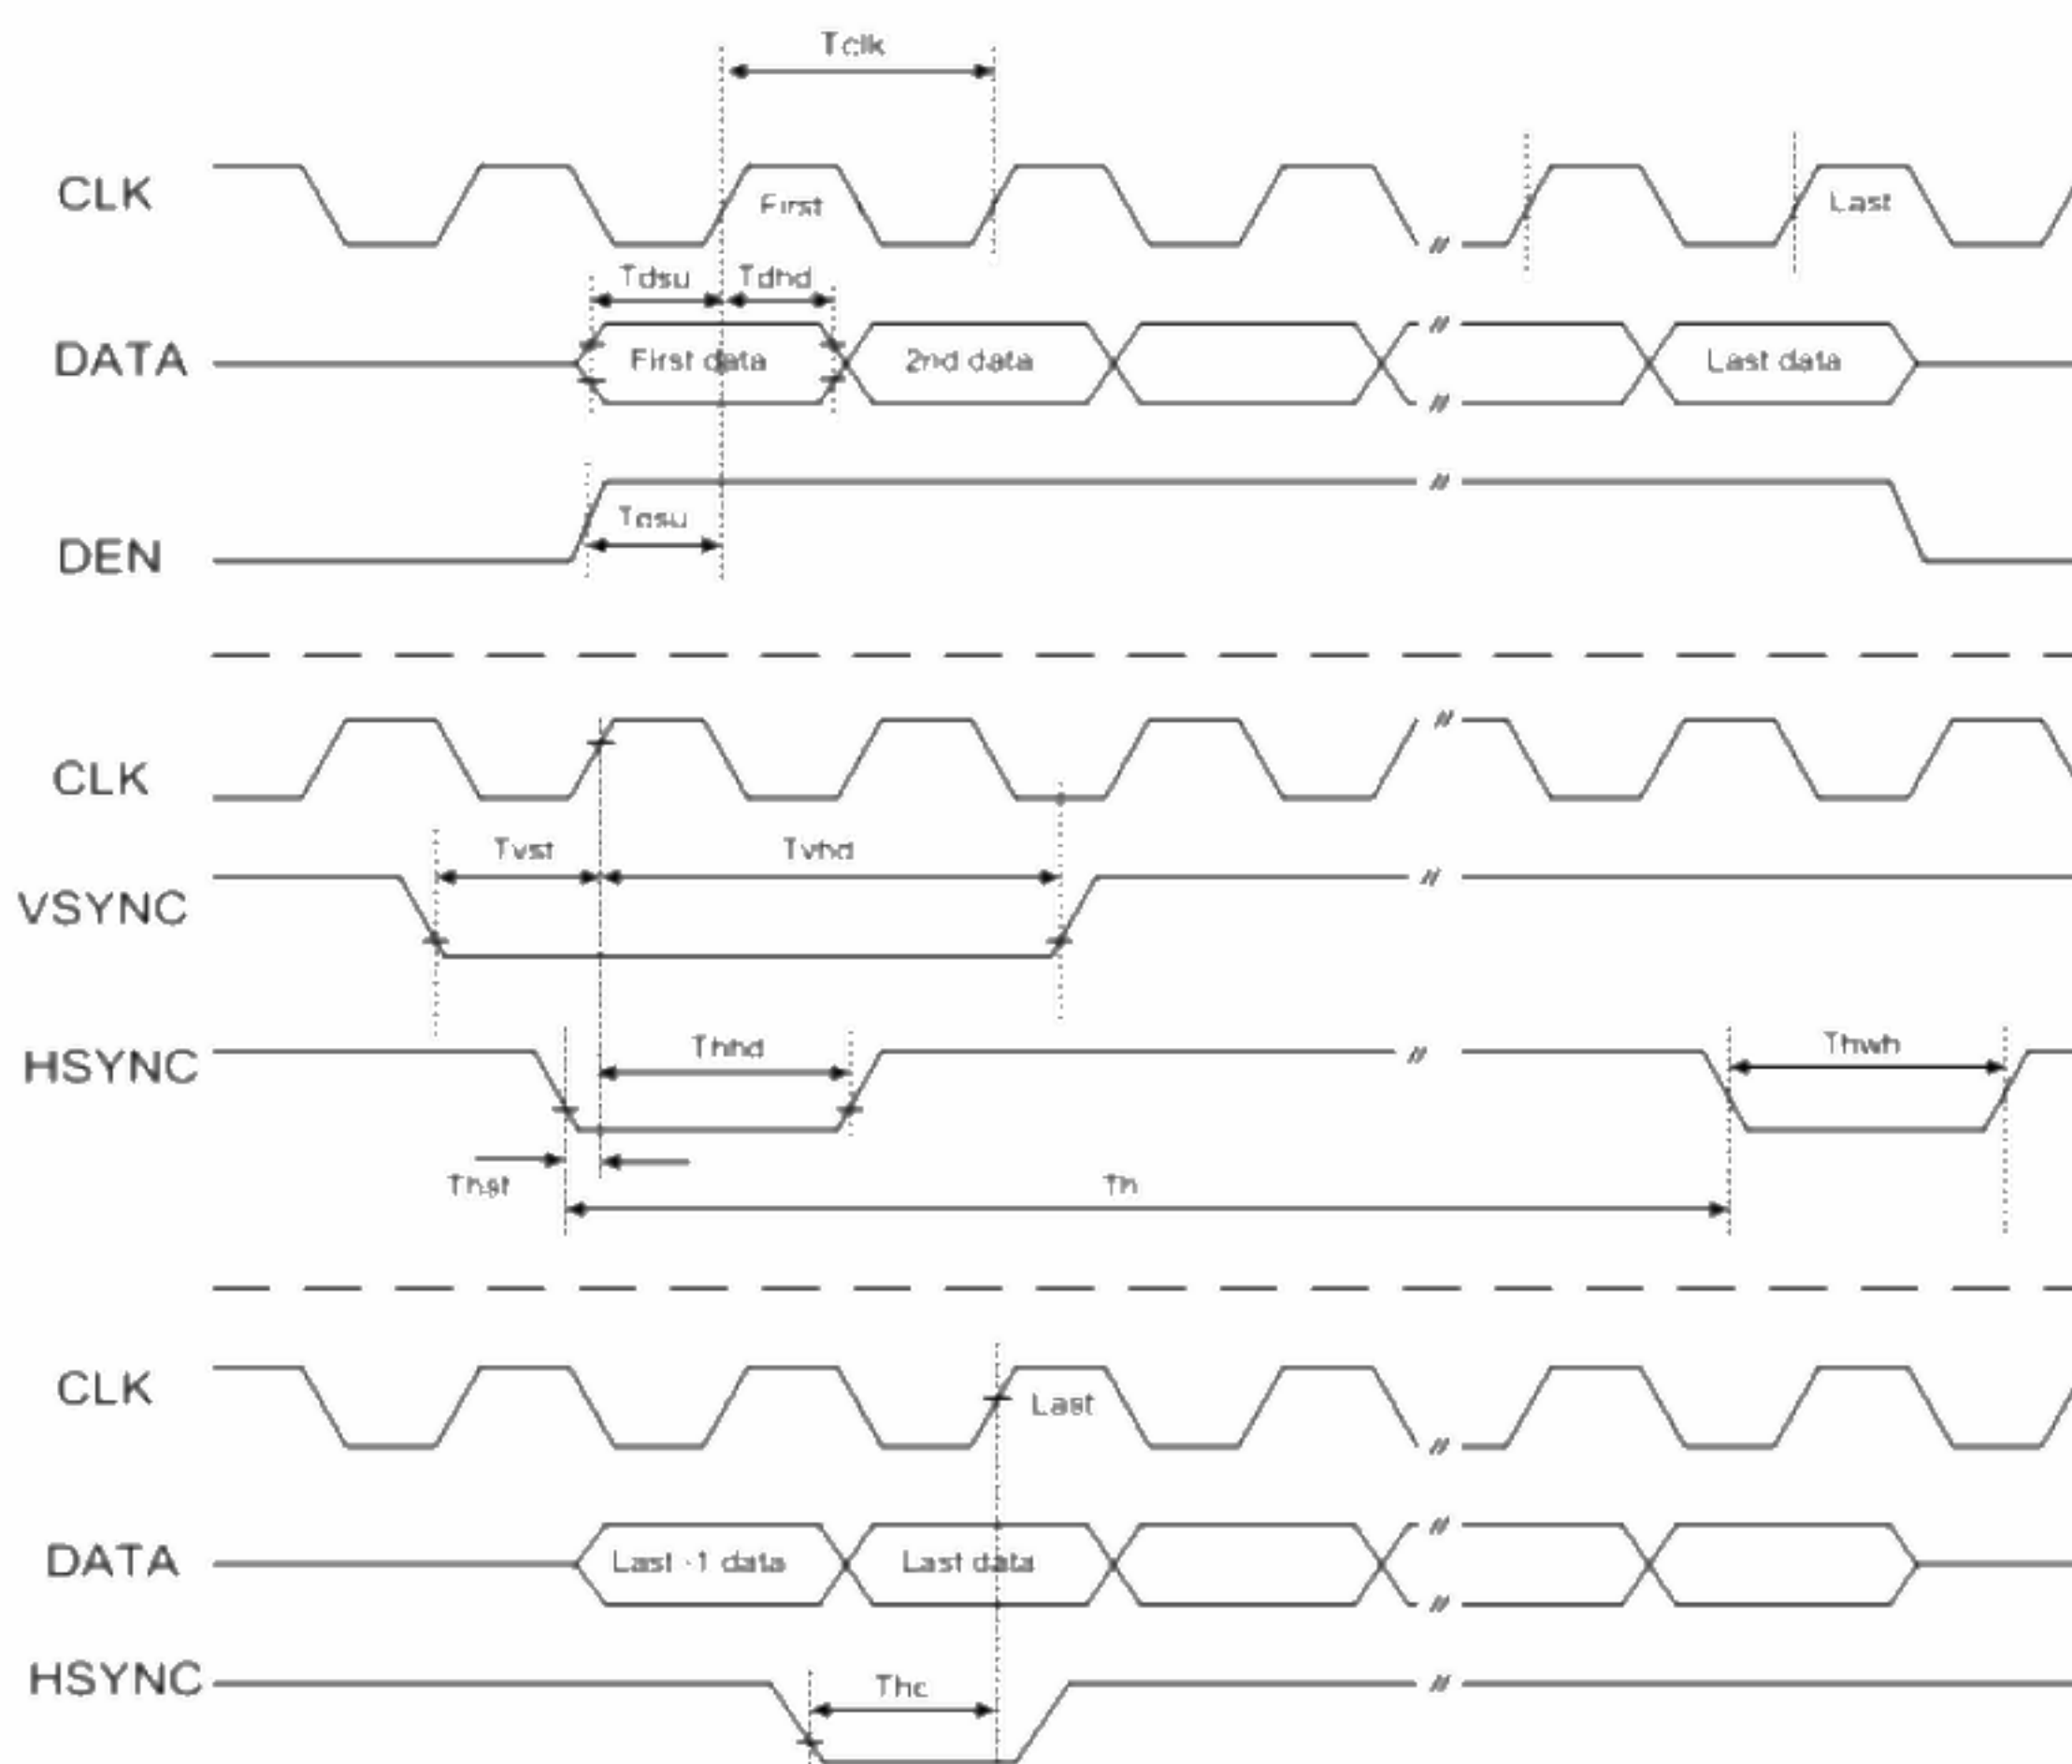 Tclk
CLK
First
Last
Tdsu
Tdhd
DATA
First data
2nd data
Last data
DEN
CLK
Tvst
Tvhd
VSYNC
HSYNC
Thhd
Thwh
Thst
Th
CLK
Last
DATA
Last -1 data
Last data
HSYNC
Thc